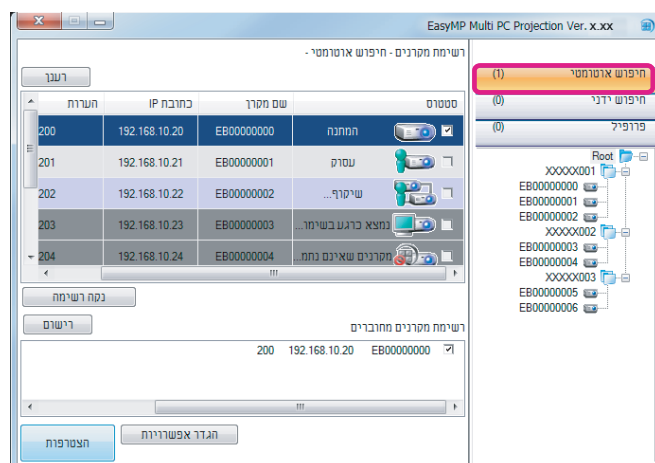 EasyMP Multi PC Projection Ver. x.xx
רשימת מקרנים - חיפוש אוטומטי -
רענן
סטטוס שם מקרן כתובת IP הערות
המתנה EB00000000 192.168.10.20 200
עסוק EB00000001 192.168.10.21 201
שיקוף... EB00000002 192.168.10.22 202
נמצא כרגע בשימו... EB00000003 192.168.10.23 203
מקרנים שאינם נתמ... EB00000004 192.168.10.24 204
נקה רשימה
רישום
רשימת מקרנים מחוברים
EB00000000 192.168.10.20 200
הגדר אפשרויות
הצטרפות
חיפוש אוטומטי (1)
חיפוש ידני (0)
פרופיל (0)
Root
XXXXX001
EB00000000
EB00000001
EB00000002
XXXXX002
EB00000003
EB00000004
XXXXX003
EB00000005
EB00000006